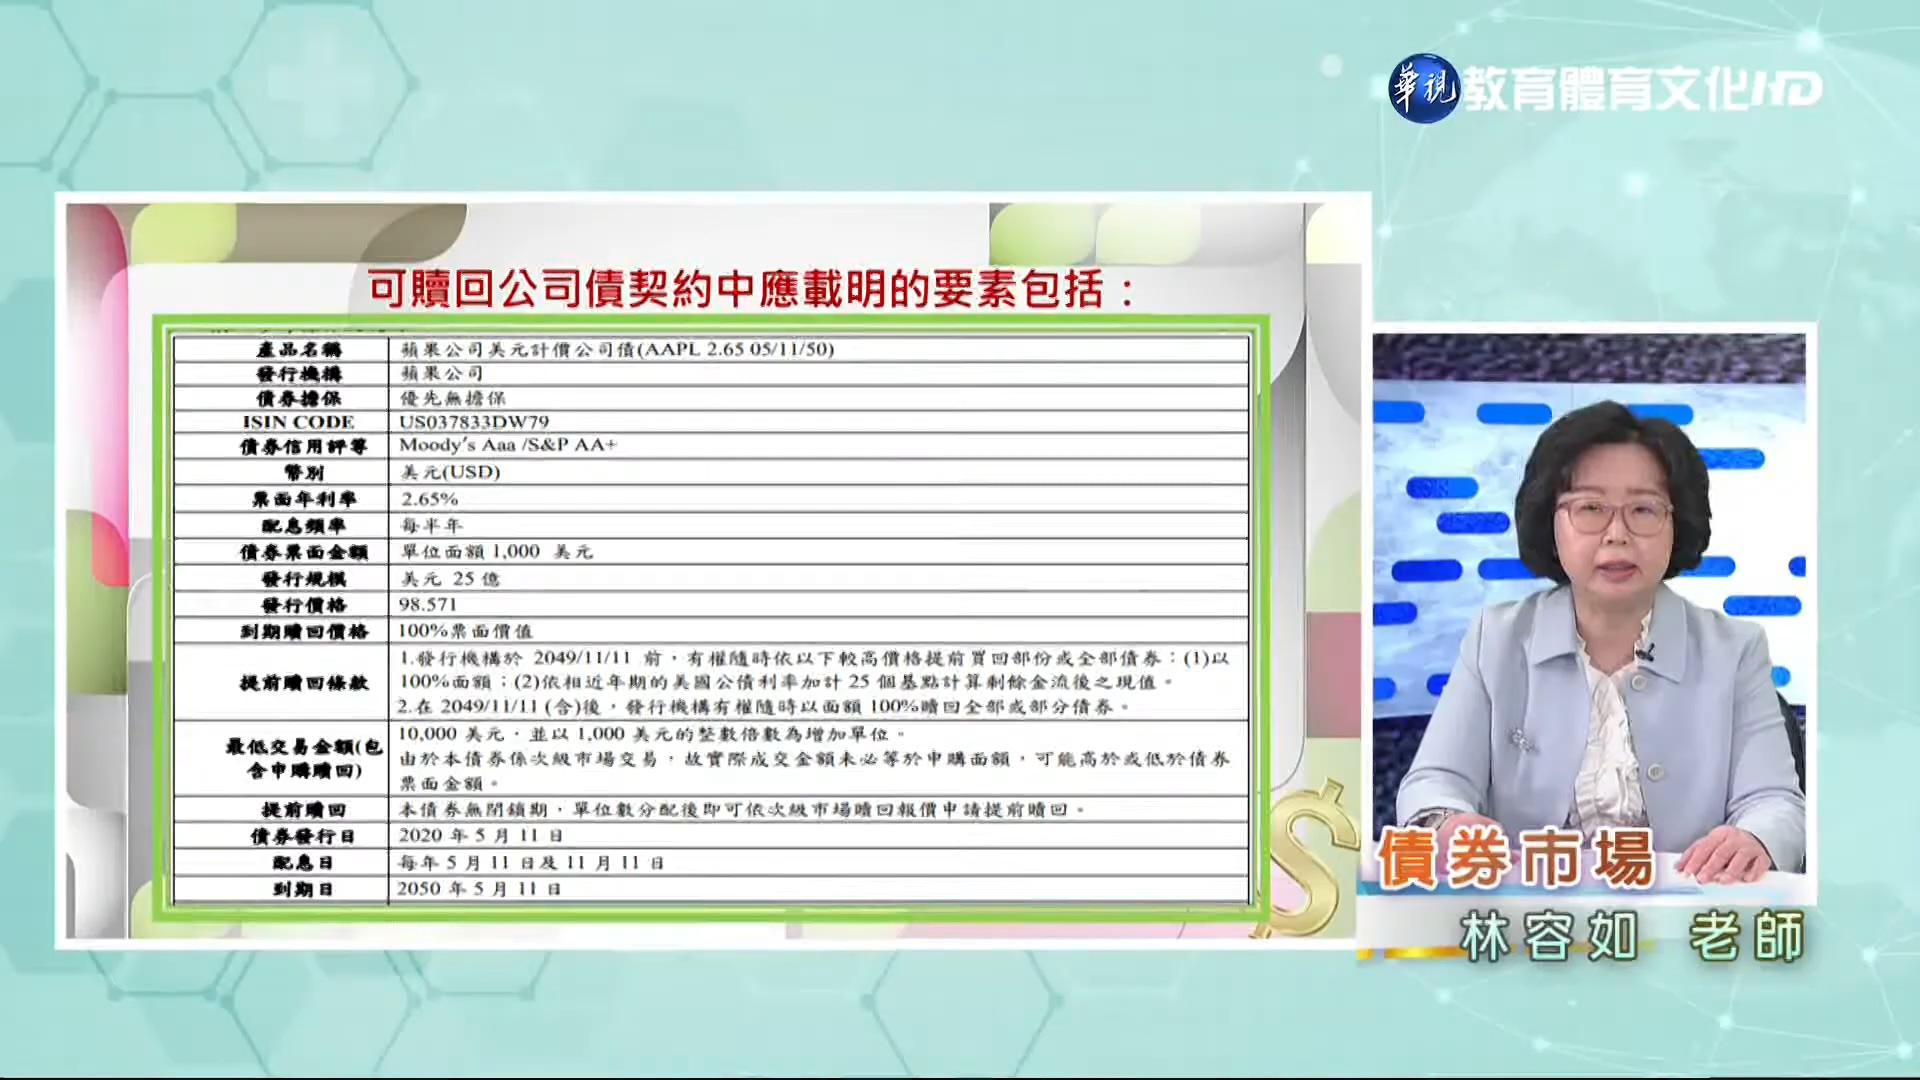 華視 教育體育文化HD
可贖回公司債契約中應載明的要素包括：
產品名稱 蘋果公司美元計價公司債(AAPL 2.65 05/11/50)
發行機構 蘋果公司
債券擔保 優先無擔保
ISIN CODE US037833DW79
債券信用評等 Moody's Aaa /S&P AA+
幣別 美元(USD)
票面年利率 2.65%
配息頻率 每半年
債券票面金額 單位面額 1,000 美元
發行規模 美元 25 億
發行價格 98.571
到期贖回價格 100%票面價值
提前贖回條款
1.發行機構於 2049/11/11 前，有權隨時依以下較高價格提前買回部份或全部債券：(1)以
100%面額；(2)依相近年期的美國公債利率加計 25 個基點計算剩餘金流後之現值。
2.在 2049/11/11 (含)後，發行機構有權隨時以面額 100%贖回全部或部分債券。
最低交易金額(包
含申購贖回)
10,000 美元，並以 1,000 美元的整數倍數為增加單位。
由於本債券係次級市場交易，故實際成交金額未必等於申購面額，可能高於或低於債券
票面金額。
提前贖回 本債券無閉鎖期，單位數分配後即可依次級市場贖回報價申請提前贖回。
債券發行日 2020 年 5 月 11 日
配息日 每年 5 月 11 日及 11 月 11 日
到期日 2050 年 5 月 11 日
債券市場
林容如 老師